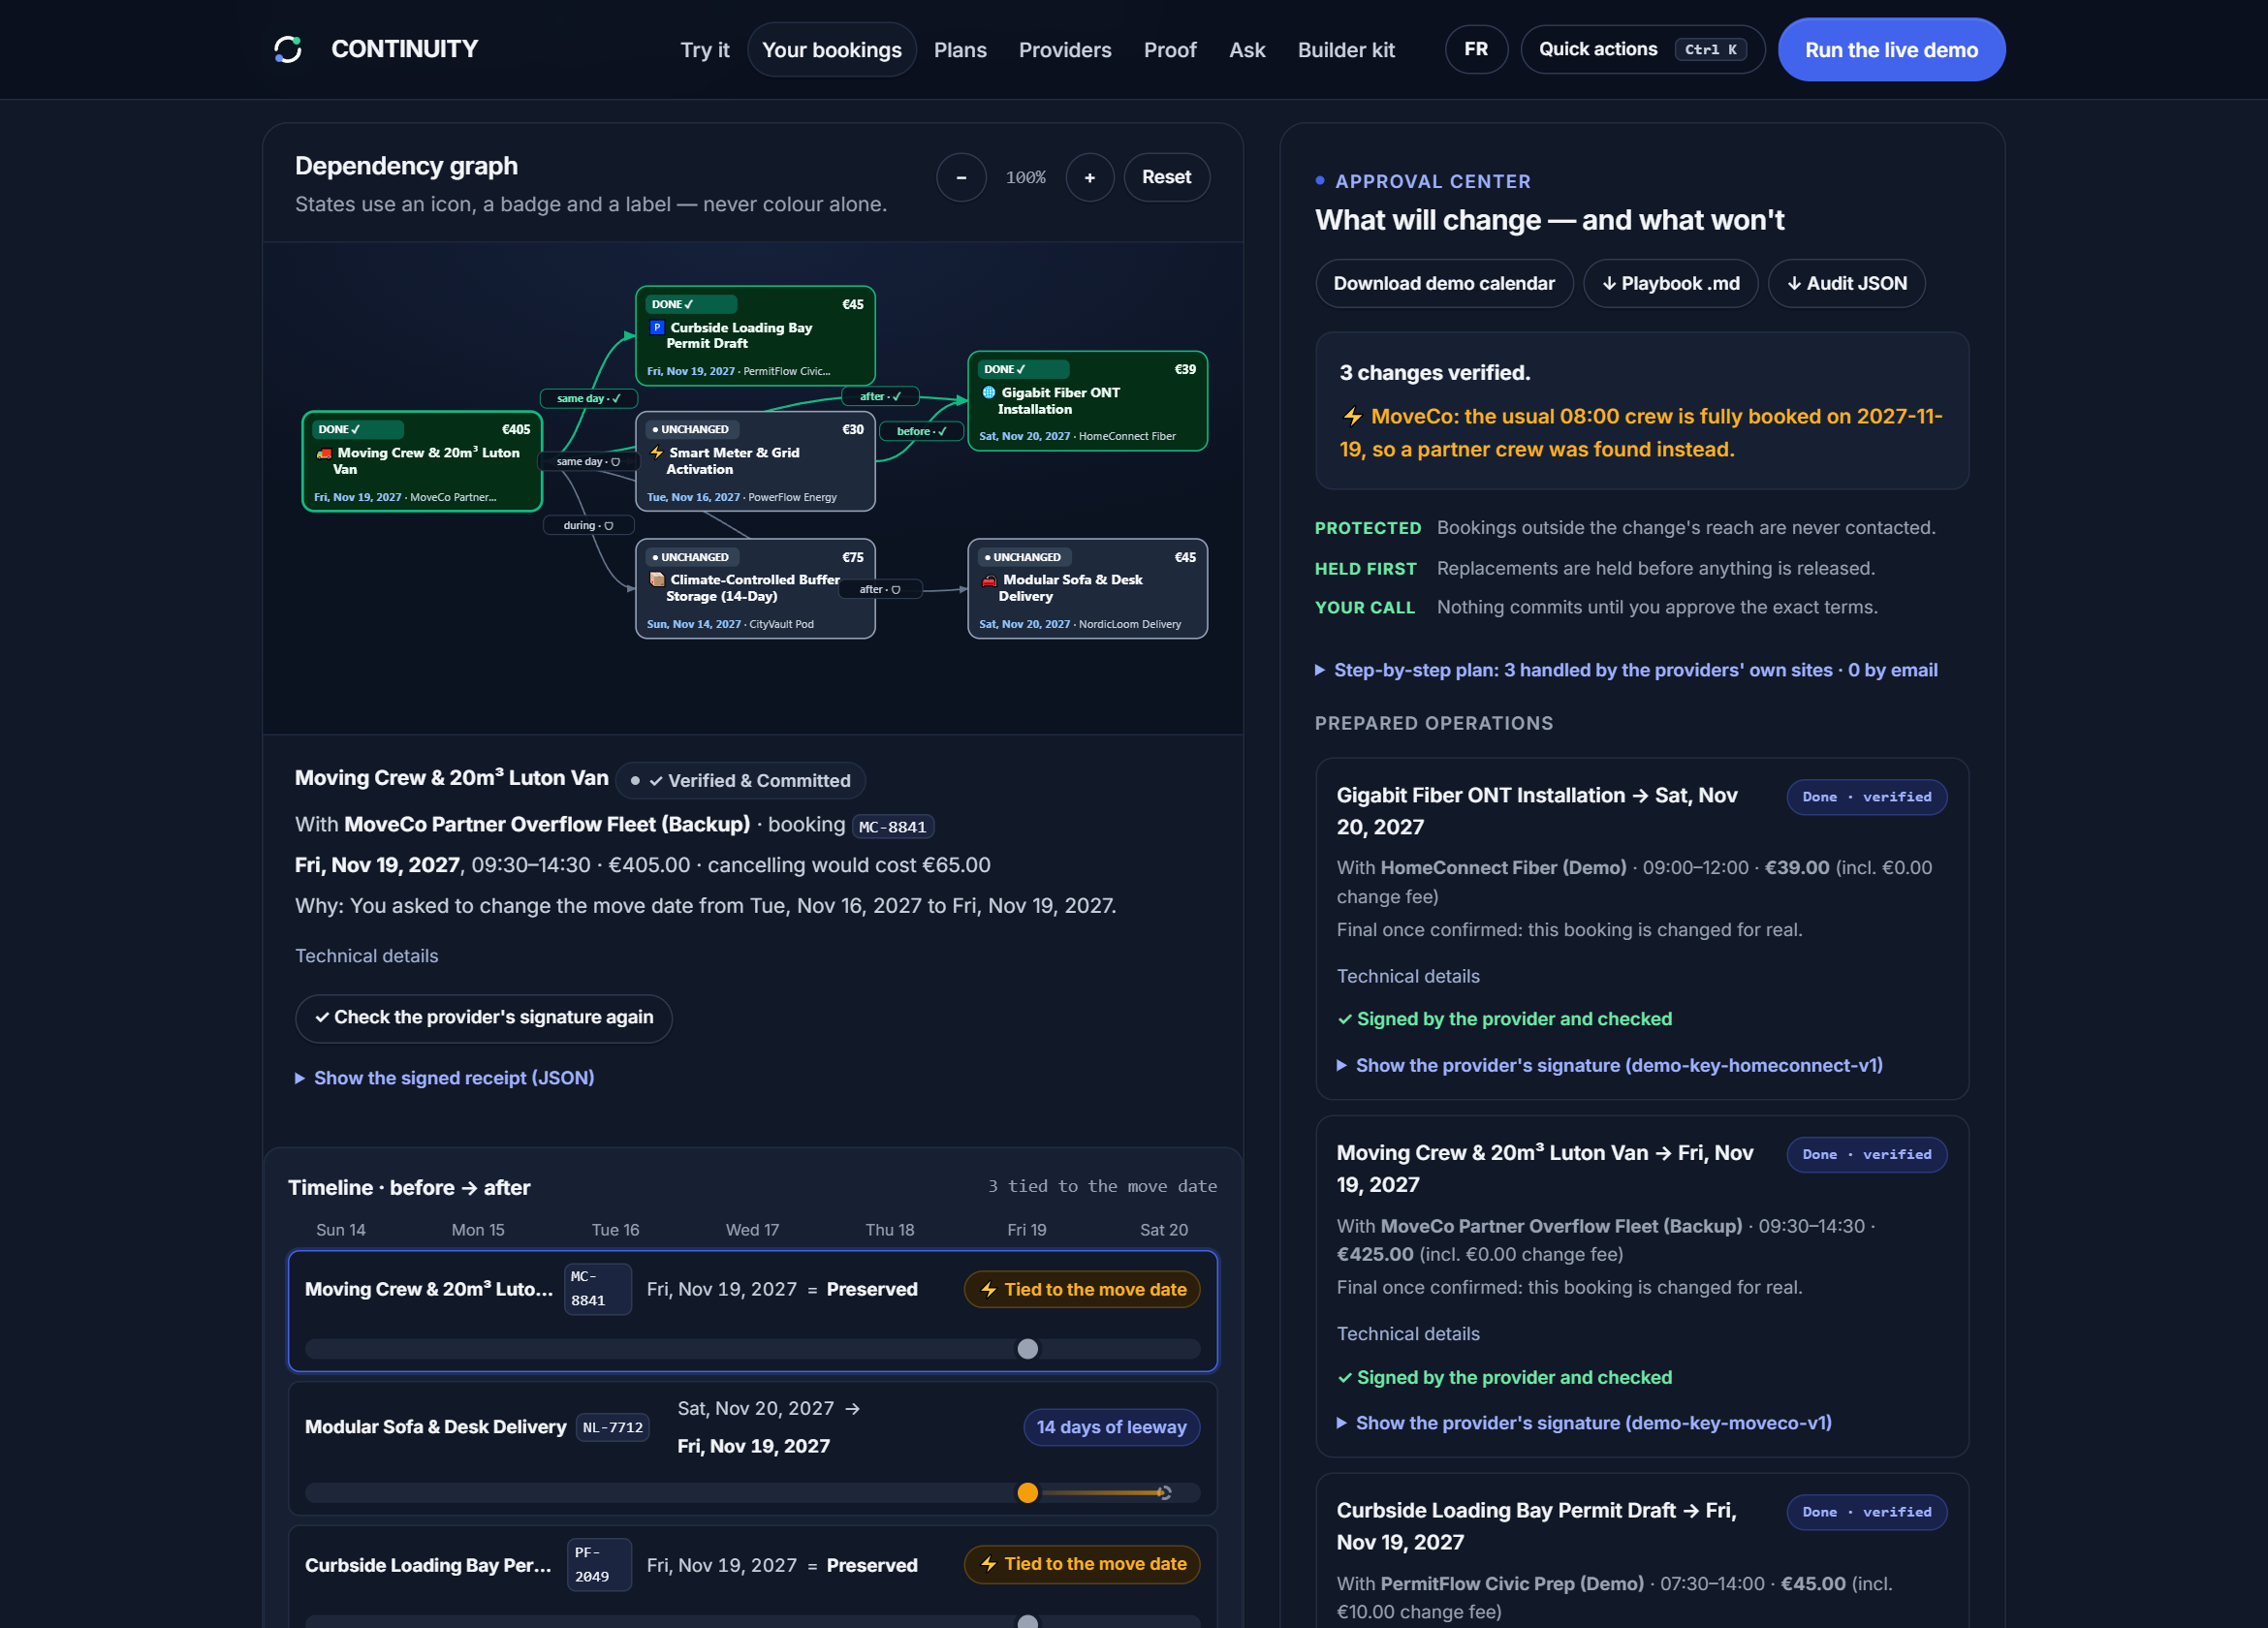 CONTINUITY
Try it
Your bookings
Plans
Providers
Proof
Ask
Builder kit
FR
Quick actions Ctrl K
Run the live demo
Dependency graph
States use an icon, a badge and a label — never colour alone.
−
100%
+
Reset
DONE ✓ €45
🅿 Curbside Loading Bay
Permit Draft
Fri, Nov 19, 2027 · PermitFlow Civic...
DONE ✓ €39
Gigabit Fiber ONT
Installation
Sat, Nov 20, 2027 · HomeConnect Fiber
same day · ✓
after · ✓
before · ✓
DONE ✓ €405
Moving Crew & 20m³ Luton
Van
Fri, Nov 19, 2027 · MoveCo Partner...
same day ·
• UNCHANGED €30
⚡ Smart Meter & Grid
Activation
Tue, Nov 16, 2027 · PowerFlow Energy
during ·
• UNCHANGED €75
Climate-Controlled Buffer
Storage (14-Day)
Sun, Nov 14, 2027 · CityVault Pod
after ·
• UNCHANGED €45
Modular Sofa & Desk
Delivery
Sat, Nov 20, 2027 · NordicLoom Delivery
Moving Crew & 20m³ Luton Van • ✓ Verified & Committed
With MoveCo Partner Overflow Fleet (Backup) · booking MC-8841
Fri, Nov 19, 2027, 09:30–14:30 · €405.00 · cancelling would cost €65.00
Why: You asked to change the move date from Tue, Nov 16, 2027 to Fri, Nov 19, 2027.
Technical details
✓ Check the provider's signature again
▶ Show the signed receipt (JSON)
Timeline · before → after
3 tied to the move date
Sun 14 Mon 15 Tue 16 Wed 17 Thu 18 Fri 19 Sat 20
Moving Crew & 20m³ Luto...
MC-
8841
Fri, Nov 19, 2027 = Preserved
⚡ Tied to the move date
Modular Sofa & Desk Delivery NL-7712
Sat, Nov 20, 2027 →
Fri, Nov 19, 2027
14 days of leeway
Curbside Loading Bay Per...
PF-
2049
Fri, Nov 19, 2027 = Preserved
⚡ Tied to the move date
• APPROVAL CENTER
What will change — and what won't
Download demo calendar
↓ Playbook .md
↓ Audit JSON
3 changes verified.
⚡ MoveCo: the usual 08:00 crew is fully booked on 2027-11-
19, so a partner crew was found instead.
PROTECTED Bookings outside the change's reach are never contacted.
HELD FIRST Replacements are held before anything is released.
YOUR CALL Nothing commits until you approve the exact terms.
▶ Step-by-step plan: 3 handled by the providers' own sites · 0 by email
PREPARED OPERATIONS
Gigabit Fiber ONT Installation → Sat, Nov
20, 2027
Done · verified
With HomeConnect Fiber (Demo) · 09:00–12:00 · €39.00 (incl. €0.00
change fee)
Final once confirmed: this booking is changed for real.
Technical details
✓ Signed by the provider and checked
▶ Show the provider's signature (demo-key-homeconnect-v1)
Moving Crew & 20m³ Luton Van → Fri, Nov
19, 2027
Done · verified
With MoveCo Partner Overflow Fleet (Backup) · 09:30–14:30 ·
€425.00 (incl. €0.00 change fee)
Final once confirmed: this booking is changed for real.
Technical details
✓ Signed by the provider and checked
▶ Show the provider's signature (demo-key-moveco-v1)
Curbside Loading Bay Permit Draft → Fri,
Nov 19, 2027
Done · verified
With PermitFlow Civic Prep (Demo) · 07:30–14:00 · €45.00 (incl.
€10.00 change fee)